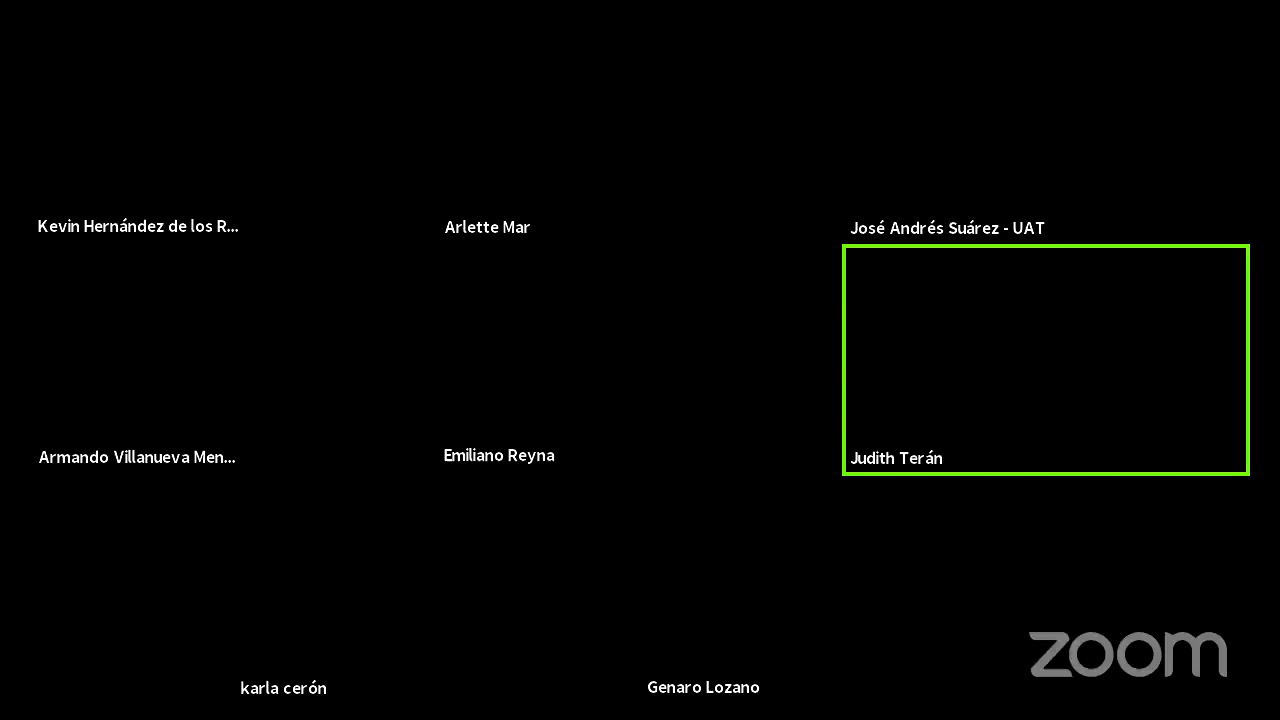 Kevin Hernández de los R...
Arlette Mar
José Andrés Suárez - UAT
Armando Villanueva Men...
Emiliano Reyna
Judith Terán
karla cerón
Genaro Lozano
zoom